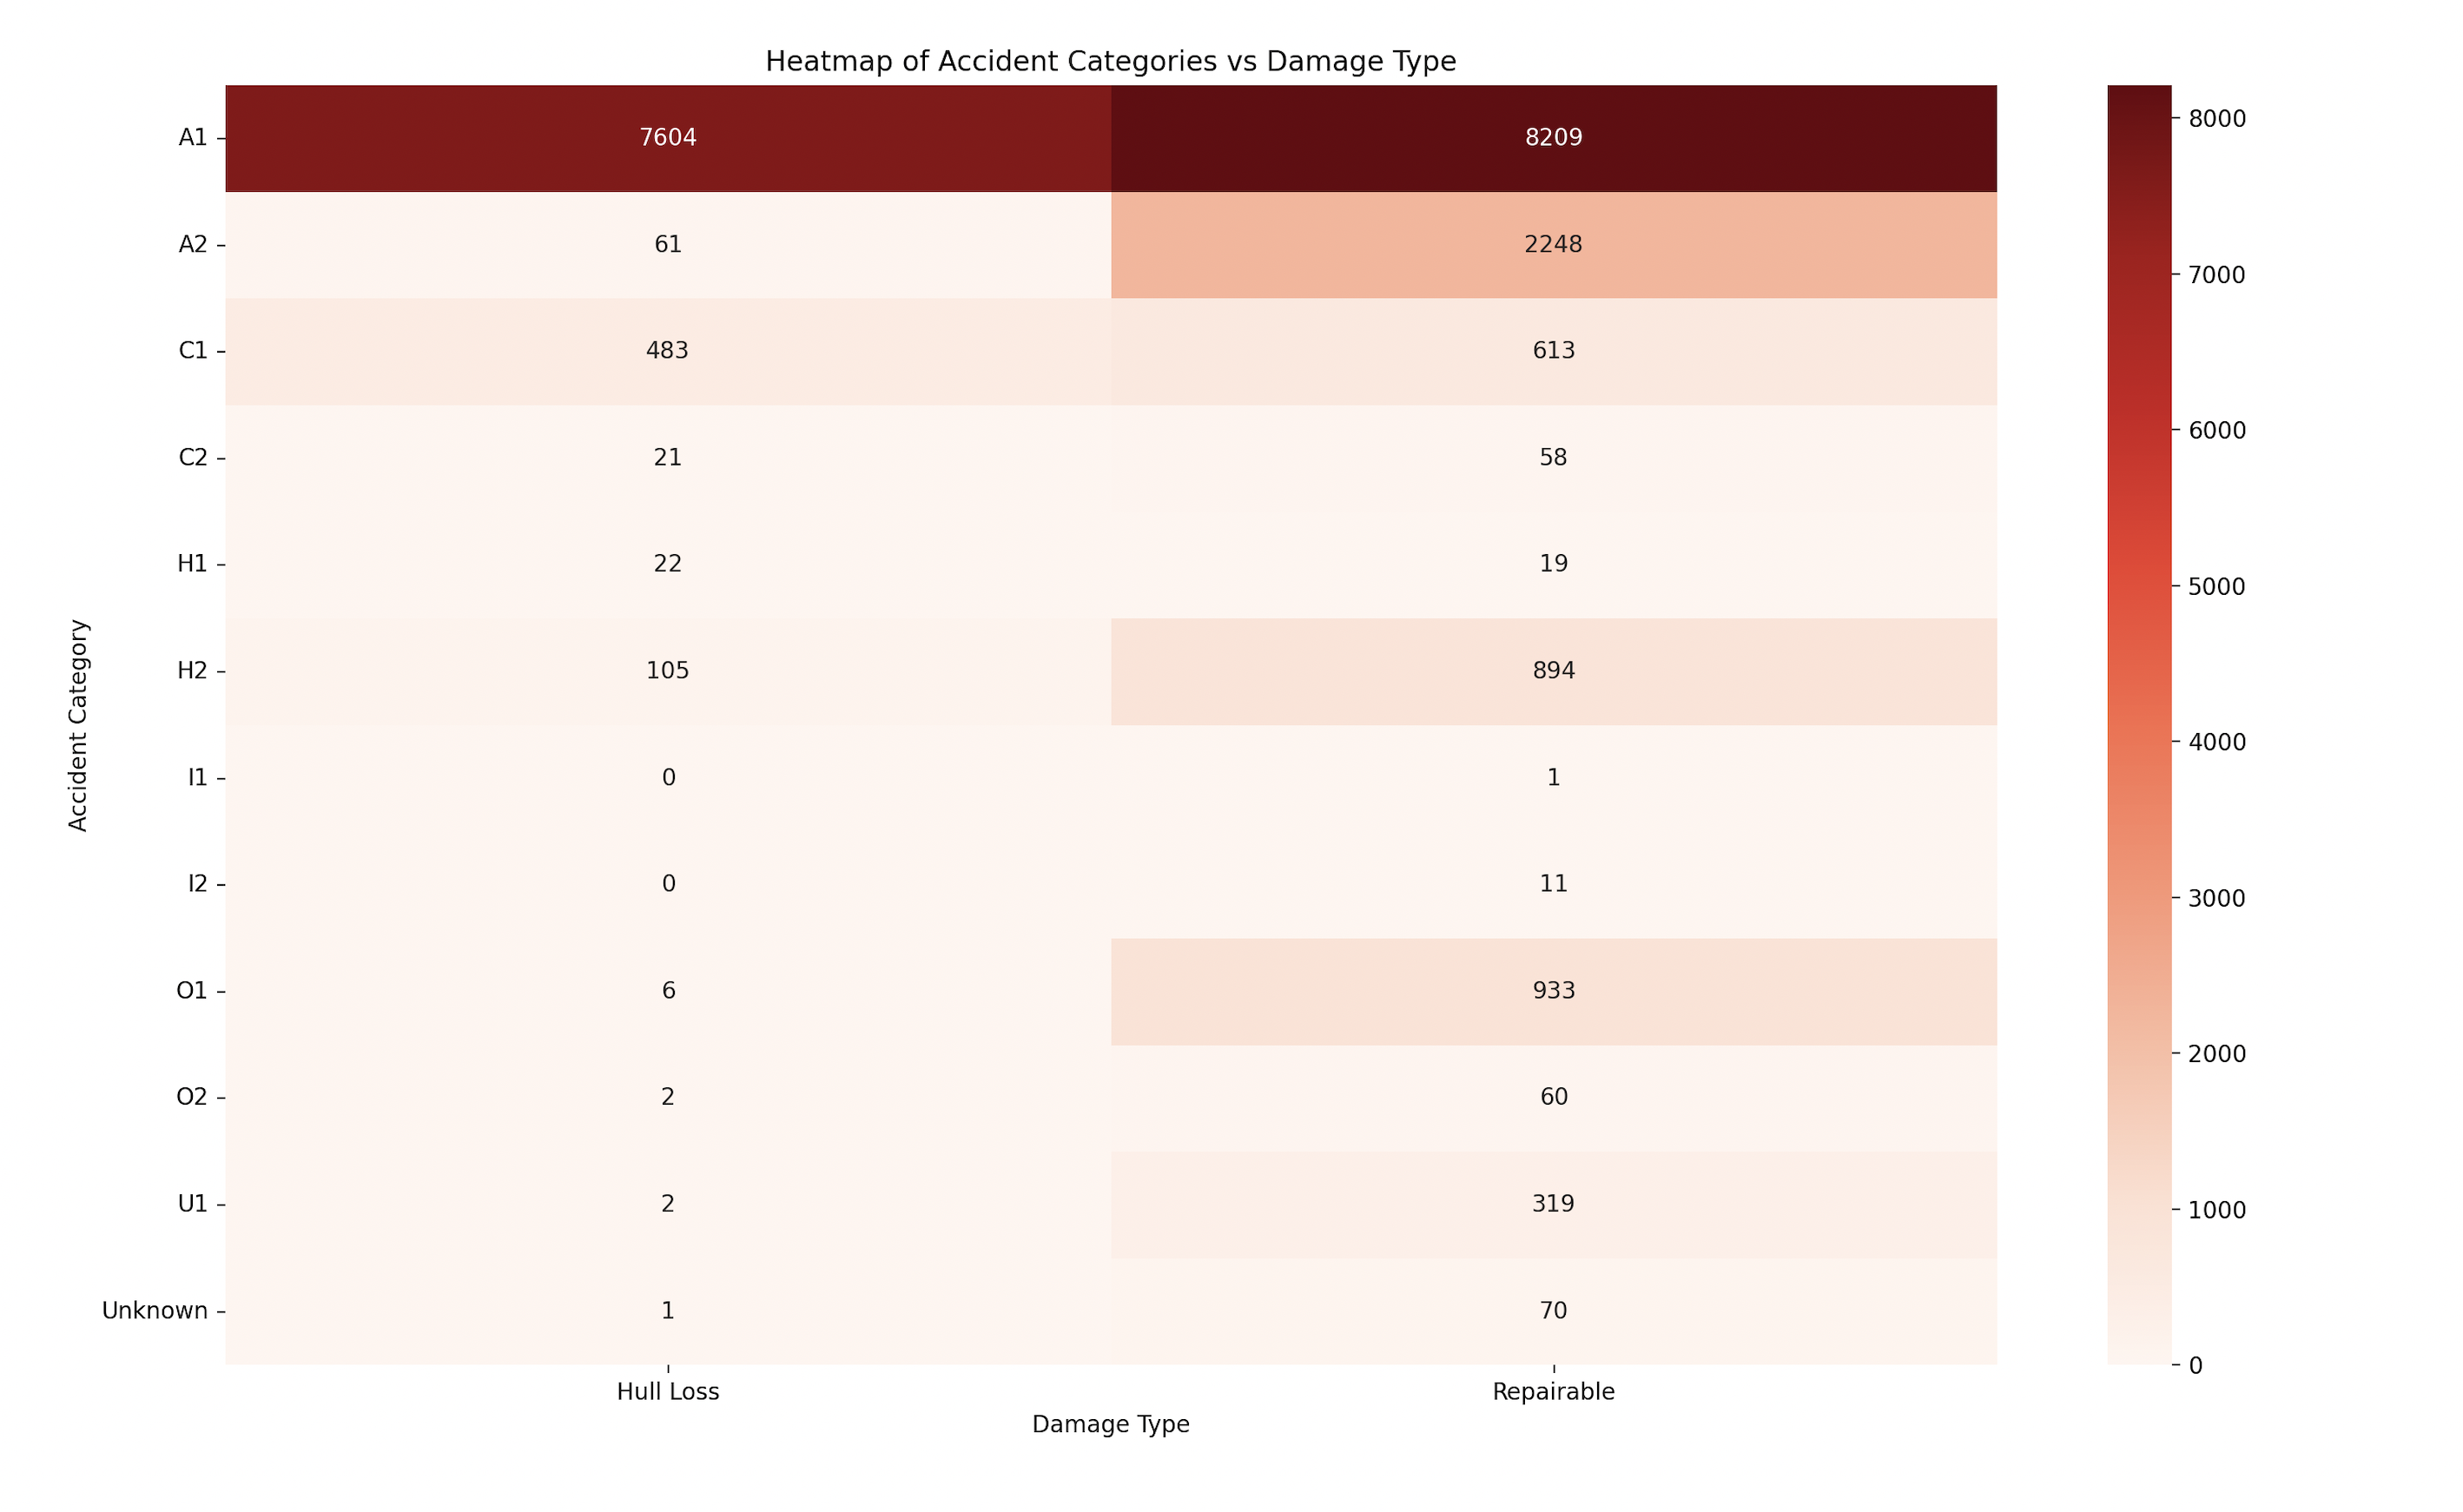 Heatmap of Accident Categories vs Damage Type
A1 7604 8209
A2 61 2248
C1 483 613
C2 21 58
H1 22 19
H2 105 894
I1 0 1
I2 0 11
O1 6 933
O2 2 60
U1 2 319
Unknown 1 70
Hull Loss Repairable
Damage Type
Accident Category
8000
7000
6000
5000
4000
3000
2000
1000
0